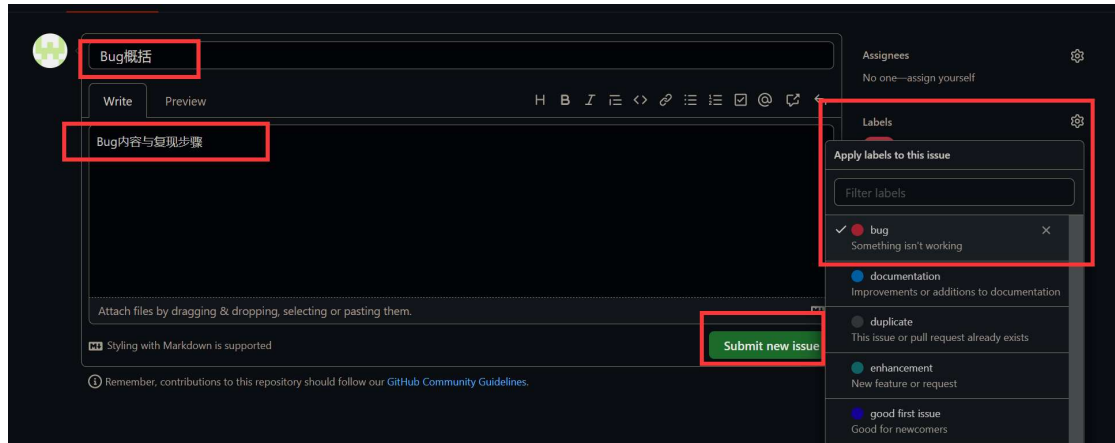 Bug概括
Assignees
No one—assign yourself
Write Preview
Labels
Bug内容与复现步骤
Apply labels to this issue
Filter labels
bug
Something isn't working
documentation
Improvements or additions to documentation
Attach files by dragging & dropping, selecting or pasting them.
duplicate
This issue or pull request already exists
Styling with Markdown is supported
Submit new issue
enhancement
New feature or request
Remember, contributions to this repository should follow our GitHub Community Guidelines.
good first issue
Good for newcomers